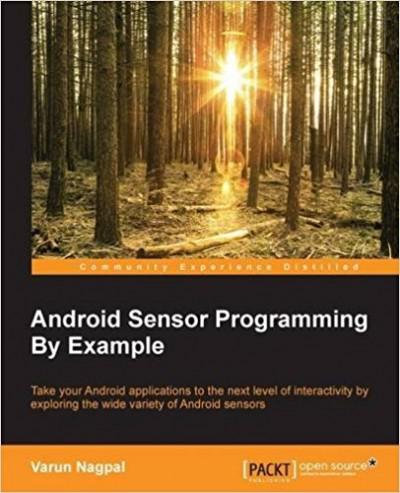 Community Experience Distilled
Android Sensor Programming
By Example
Take your Android applications to the next level of interactivity by
exploring the wide variety of Android sensors
Varun Nagpal
[PACKT] open source*
PUBLISHING